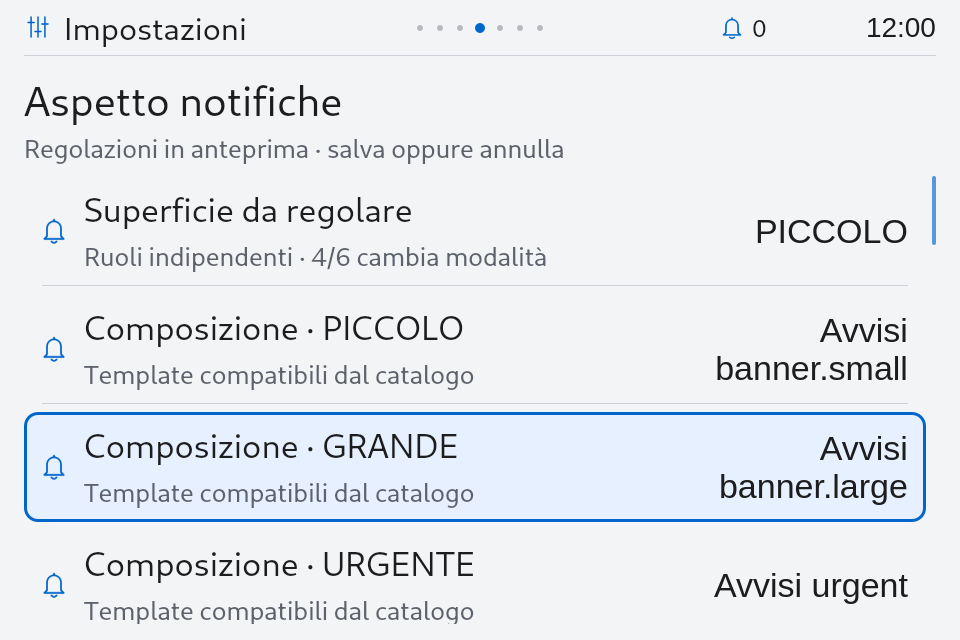 Impostazioni
0
12:00
Aspetto notifiche
Regolazioni in anteprima · salva oppure annulla
Superficie da regolare
PICCOLO
Ruoli indipendenti · 4/6 cambia modalità
Composizione · PICCOLO
Avvisi
banner.small
Template compatibili dal catalogo
Composizione · GRANDE
Avvisi
banner.large
Template compatibili dal catalogo
Composizione · URGENTE
Avvisi urgent
Template compatibili dal catalogo